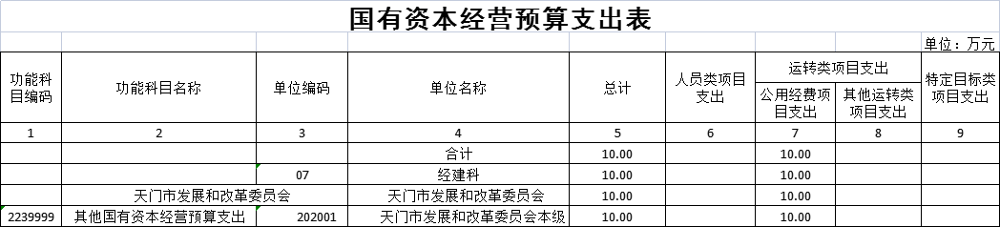 国有资本经营预算支出表
单位：万元
功能科目编码 功能科目名称 单位编码 单位名称 总计 人员类项目支出 运转类项目支出 特定目标类项目支出
公用经费项目支出 其他运转类项目支出
1 2 3 4 5 6 7 8 9
合计 10.00 10.00
07 经建科 10.00 10.00
天门市发展和改革委员会 天门市发展和改革委员会 10.00 10.00
2239999 其他国有资本经营预算支出 202001 天门市发展和改革委员会本级 10.00 10.00